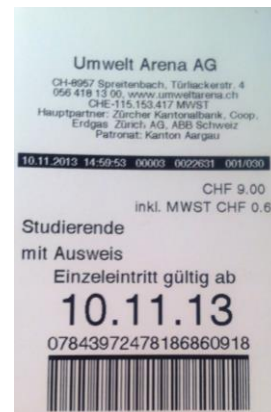 Umwelt Arena AG
CH-8957 Spreitenbach, Türliackerstr. 4
056 418 13 00, www.umweltarena.ch
CHE-115.153.417 MWST
Hauptpartner: Zürcher Kantonalbank, Coop,
Erdgas Zürich AG, ABB Schweiz
Patronat: Kanton Aargau
10.11.2013 14:59:53 00003 0022631 001/030
CHF 9.00
inkl. MWST CHF 0.6
Studierende
mit Ausweis
Einzeleintritt gültig ab
10.11.13
07843972478186860918